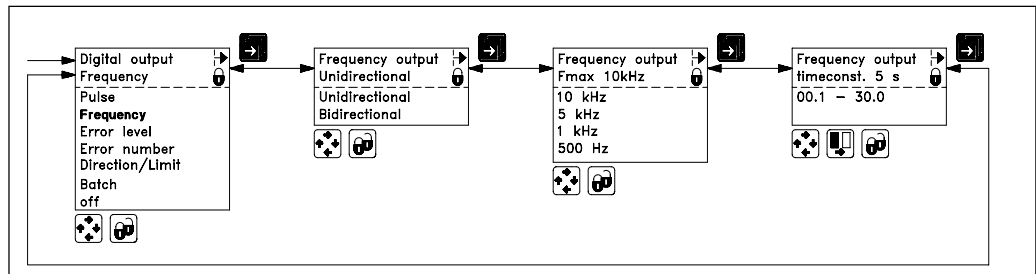 Digital output
Frequency
Pulse
Frequency
Error level
Error number
Direction/Limit
Batch
off
Frequency output
Unidirectional
Unidirectional
Bidirectional
Frequency output
Fmax 10kHz
10 kHz
5 kHz
1 kHz
500 Hz
Frequency output
timeconst. 5 s
00.1 – 30.0